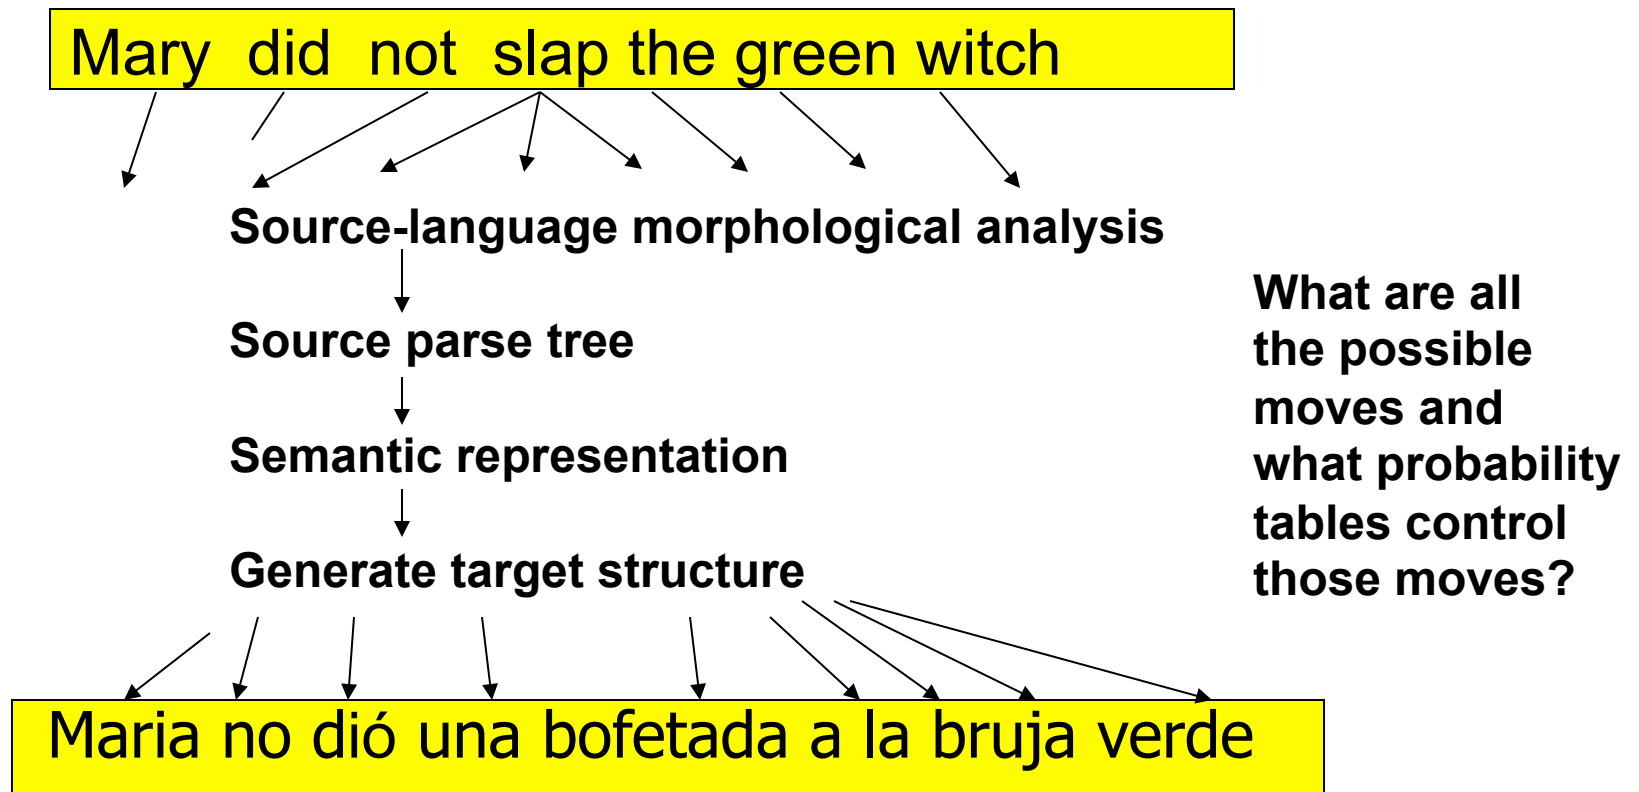 Mary did not slap the green witch
Source-language morphological analysis
Source parse tree
Semantic representation
Generate target structure
What are all
the possible
moves and
what probability
tables control
those moves?
Maria no dió una bofetada a la bruja verde